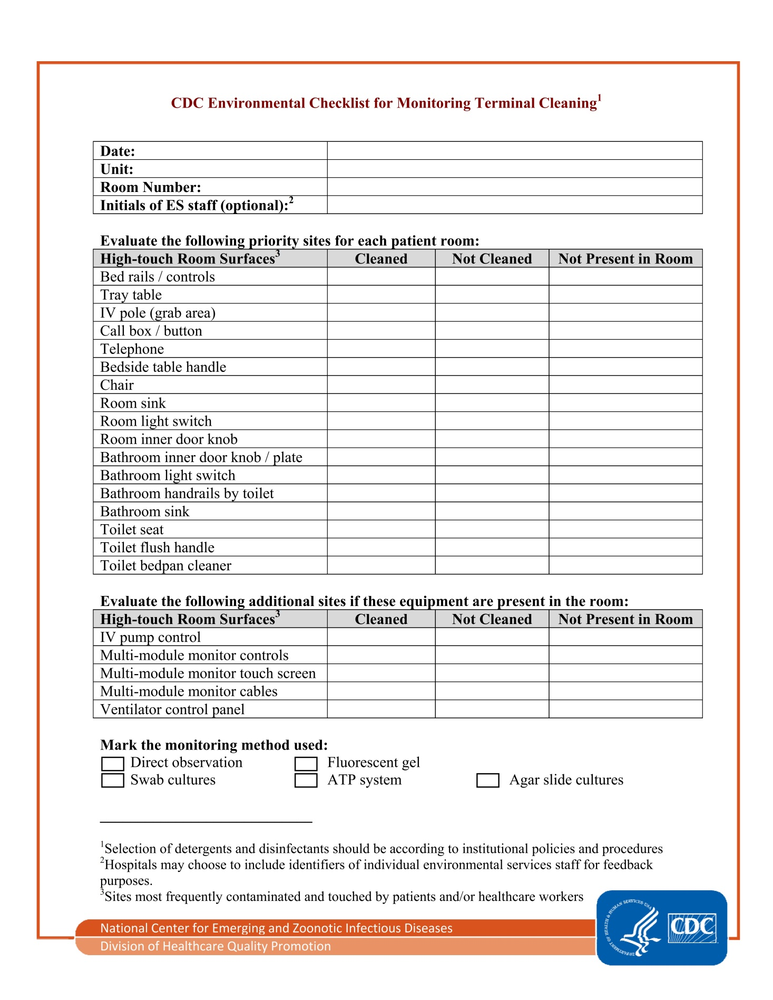 CDC Environmental Checklist for Monitoring Terminal Cleaning1
Date:
Unit:
Room Number:
Initials of ES staff (optional):2
Evaluate the following priority sites for each patient room:
High-touch Room Surfaces3 Cleaned Not Cleaned Not Present in Room
Bed rails / controls
Tray table
IV pole (grab area)
Call box / button
Telephone
Bedside table handle
Chair
Room sink
Room light switch
Room inner door knob
Bathroom inner door knob / plate
Bathroom light switch
Bathroom handrails by toilet
Bathroom sink
Toilet seat
Toilet flush handle
Toilet bedpan cleaner
Evaluate the following additional sites if these equipment are present in the room:
High-touch Room Surfaces3 Cleaned Not Cleaned Not Present in Room
IV pump control
Multi-module monitor controls
Multi-module monitor touch screen
Multi-module monitor cables
Ventilator control panel
Mark the monitoring method used:
Direct observation Fluorescent gel
Swab cultures ATP system Agar slide cultures
1Selection of detergents and disinfectants should be according to institutional policies and procedures
2Hospitals may choose to include identifiers of individual environmental services staff for feedback
purposes.
3Sites most frequently contaminated and touched by patients and/or healthcare workers
National Center for Emerging and Zoonotic Infectious Diseases
Division of Healthcare Quality Promotion
DEPARTMENT OF HEALTH & HUMAN SERVICES·USA
CDC